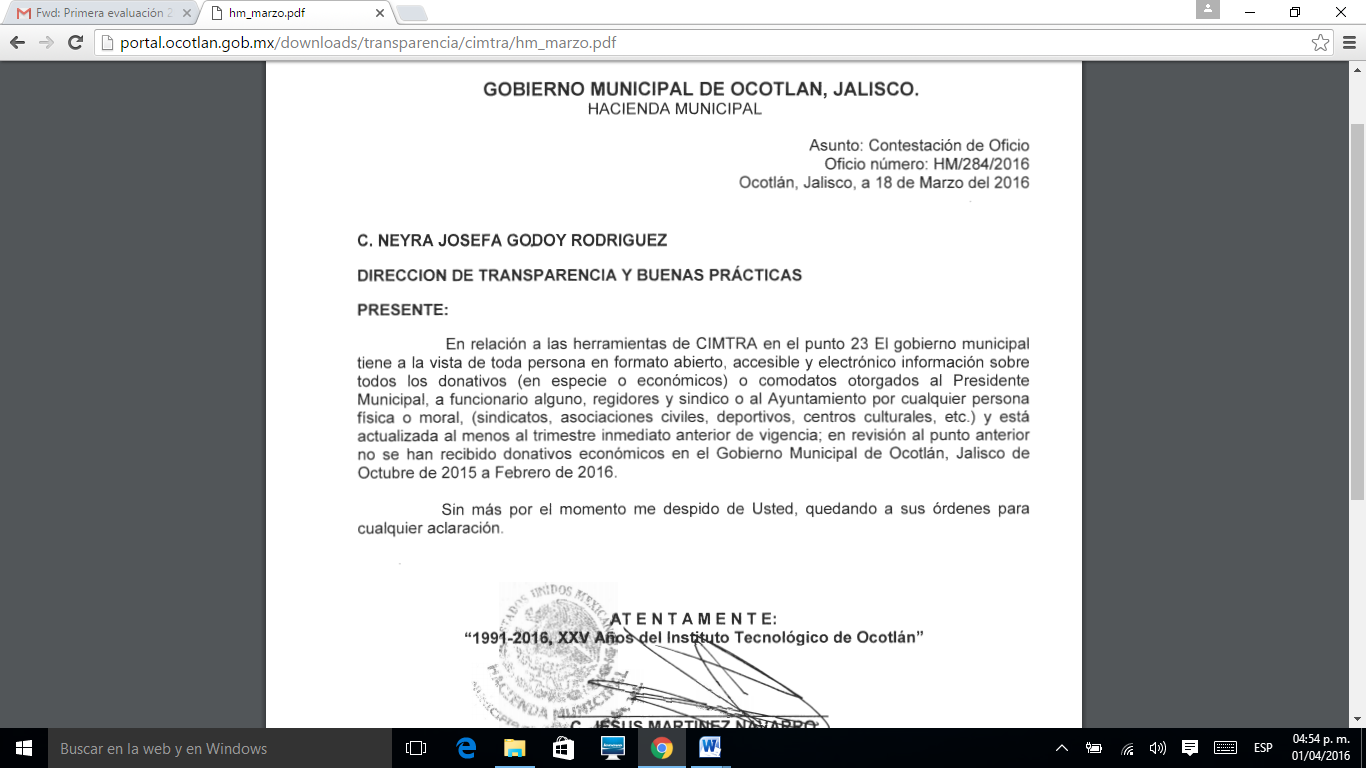 Fwd: Primera evaluación 2
hm_marzo.pdf
portal.ocotlan.gob.mx/downloads/transparencia/cimtra/hm_marzo.pdf
GOBIERNO MUNICIPAL DE OCOTLAN, JALISCO.
HACIENDA MUNICIPAL
Asunto: Contestación de Oficio
Oficio número: HM/284/2016
Ocotlán, Jalisco, a 18 de Marzo del 2016
C. NEYRA JOSEFA GODOY RODRIGUEZ
DIRECCION DE TRANSPARENCIA Y BUENAS PRÁCTICAS
PRESENTE:
En relación a las herramientas de CIMTRA en el punto 23 El gobierno municipal
tiene a la vista de toda persona en formato abierto, accesible y electrónico información sobre
todos los donativos (en especie o económicos) o comodatos otorgados al Presidente
Municipal, a funcionario alguno, regidores y sindico o al Ayuntamiento por cualquier persona
física o moral, (sindicatos, asociaciones civiles, deportivos, centros culturales, etc.) y está
actualizada al menos al trimestre inmediato anterior de vigencia; en revisión al punto anterior
no se han recibido donativos económicos en el Gobierno Municipal de Ocotlán, Jalisco de
Octubre de 2015 a Febrero de 2016.
Sin más por el momento me despido de Usted, quedando a sus órdenes para
cualquier aclaración.
A T E N T A M E N T E:
"1991-2016, XXV Años del Instituto Tecnológico de Ocotlán"
ESTADOS UNIDOS MEXICANOS
HACIENDA MUNICIPAL
C. JESUS MARTINEZ NAVARRO
Buscar en la web y en Windows
ESP
04:54 p. m.
01/04/2016